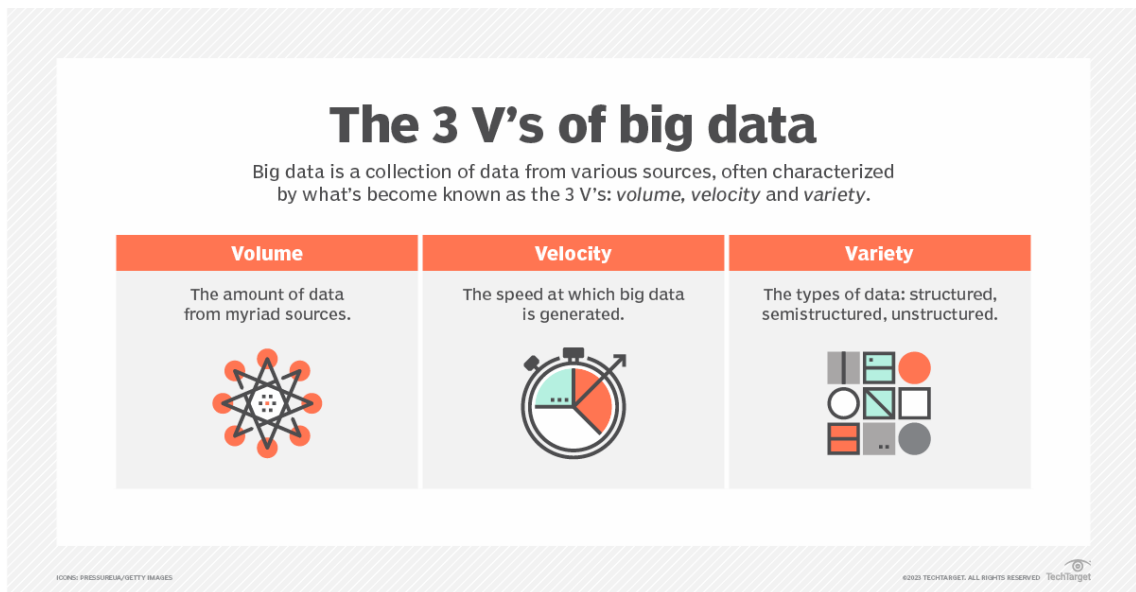 The 3 V’s of big data
Big data is a collection of data from various sources, often characterized
by what’s become known as the 3 V’s: volume, velocity and variety.
Volume
The amount of data
from myriad sources.
Velocity
The speed at which big data
is generated.
Variety
The types of data: structured,
semistructured, unstructured.
ICONS: PRESSUREUA/GETTY IMAGES
©2023 TECHTARGET. ALL RIGHTS RESERVED
TechTarget